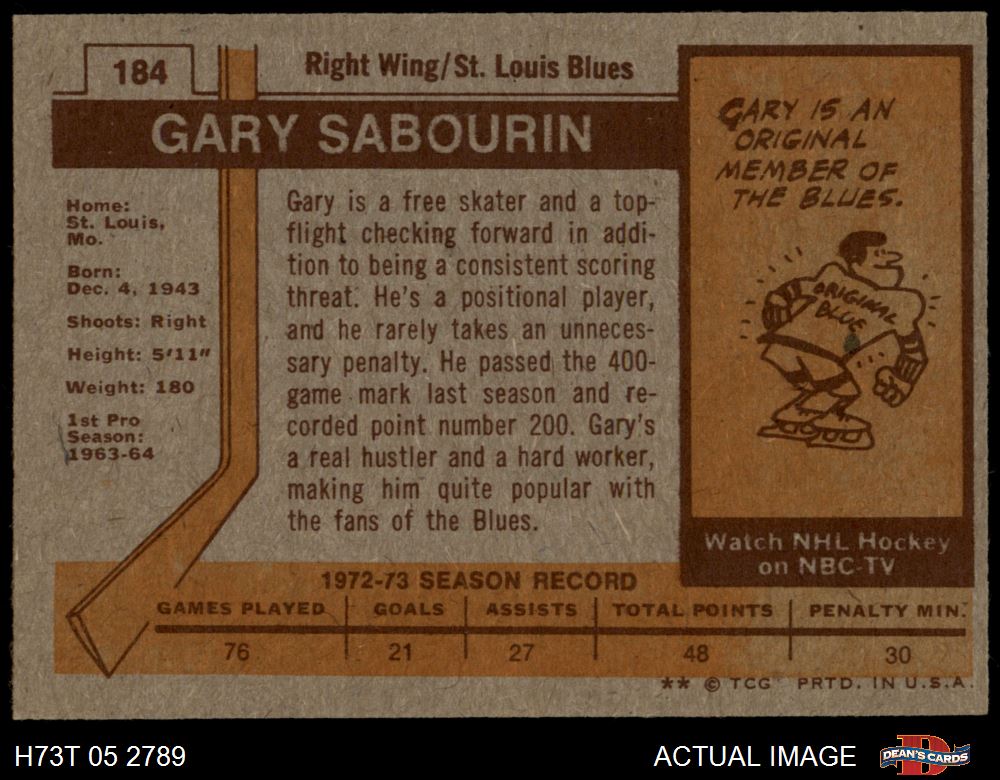 184
Right Wing/St. Louis Blues
GARY SABOURIN
Home:
St. Louis,
Mo.
Born:
Dec. 4, 1943
Shoots: Right
Height: 5'11"
Weight: 180
1st Pro
Season:
1963-64
Gary is a free skater and a top-
flight checking forward in addi-
tion to being a consistent scoring
threat. He's a positional player,
and he rarely takes an unneces-
sary penalty. He passed the 400-
game mark last season and re-
corded point number 200. Gary's
a real hustler and a hard worker,
making him quite popular with
the fans of the Blues.
GARY IS AN
ORIGINAL
MEMBER OF
THE BLUES.
ORIGINAL
BLUE
Watch NHL Hockey
on NBC-TV
1972-73 SEASON RECORD
GAMES PLAYED GOALS ASSISTS TOTAL POINTS PENALTY MIN.
76 21 27 48 30
** © TCG PRTD. IN U.S.A.
H73T 05 2789 ACTUAL IMAGE DEAN'S CARDS